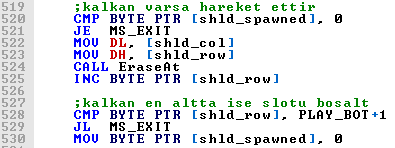 519 ;kalkan varsa hareket ettir
520 CMP BYTE PTR [shld_spawned], 0
521 JE  MS_EXIT
522 MOV DL, [shld_col]
523 MOV DH, [shld_row]
524 CALL EraseAt
525 INC BYTE PTR [shld_row]
526
527 ;kalkan en altta ise slotu bosalt
528 CMP BYTE PTR [shld_row], PLAY_BOT+1
529 JL  MS_EXIT
530 MOV BYTE PTR [shld_spawned], 0